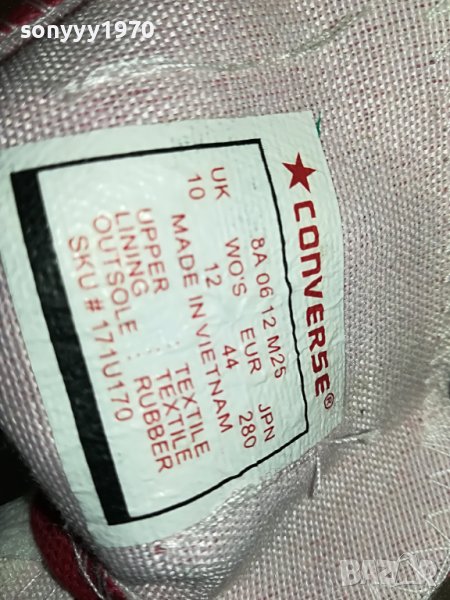 sonyyy1970
★ CONVERSE®
8A 06 12 M25
UK WO'S EUR JPN
10 12 44 280
MADE IN VIETNAM
UPPER : TEXTILE
LINING : TEXTILE
OUTSOLE : RUBBER
SKU # 171U170
BAZAR